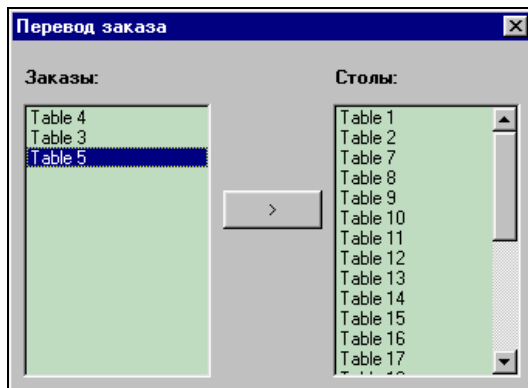 Перевод заказа
Заказы:
Table 4
Table 3
Table 5
>
Столы:
Table 1
Table 2
Table 7
Table 8
Table 9
Table 10
Table 11
Table 12
Table 13
Table 14
Table 15
Table 16
Table 17